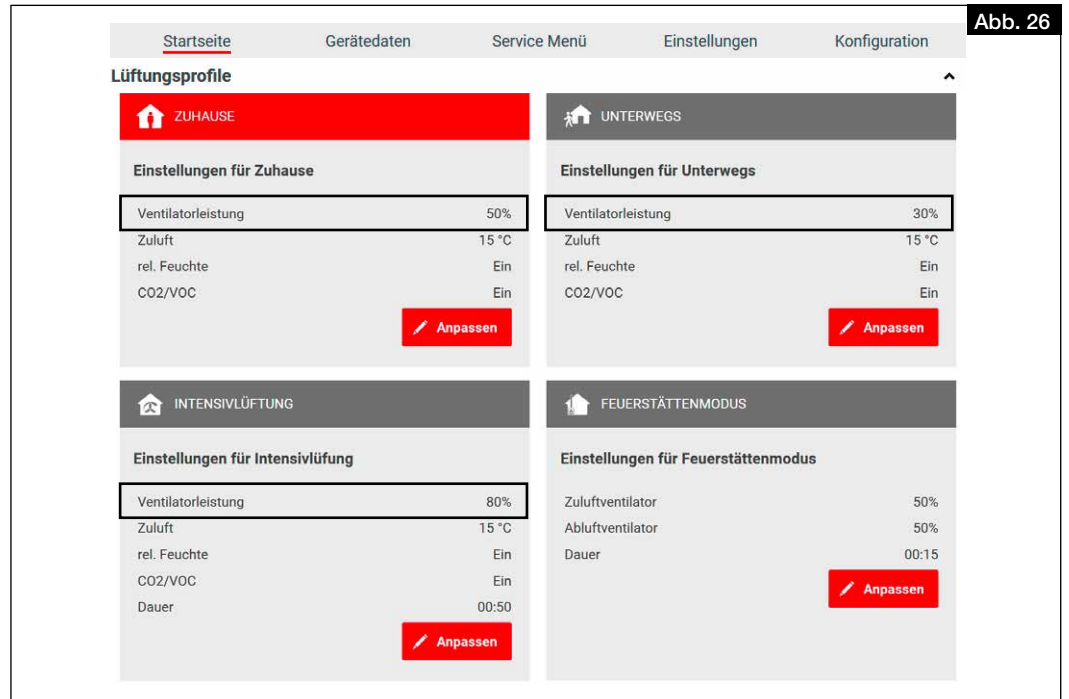 Abb. 26
Startseite Gerätedaten Service Menü Einstellungen Konfiguration
Lüftungsprofile
ZUHAUSE
Einstellungen für Zuhause
Ventilatorleistung 50%
Zuluft 15 °C
rel. Feuchte Ein
CO2/VOC Ein
Anpassen
UNTERWEGS
Einstellungen für Unterwegs
Ventilatorleistung 30%
Zuluft 15 °C
rel. Feuchte Ein
CO2/VOC Ein
Anpassen
INTENSIVLÜFTUNG
Einstellungen für Intensivlüfung
Ventilatorleistung 80%
Zuluft 15 °C
rel. Feuchte Ein
CO2/VOC Ein
Dauer 00:50
Anpassen
FEUERSTÄTTENMODUS
Einstellungen für Feuerstättenmodus
Zuluftventilator 50%
Abluftventilator 50%
Dauer 00:15
Anpassen